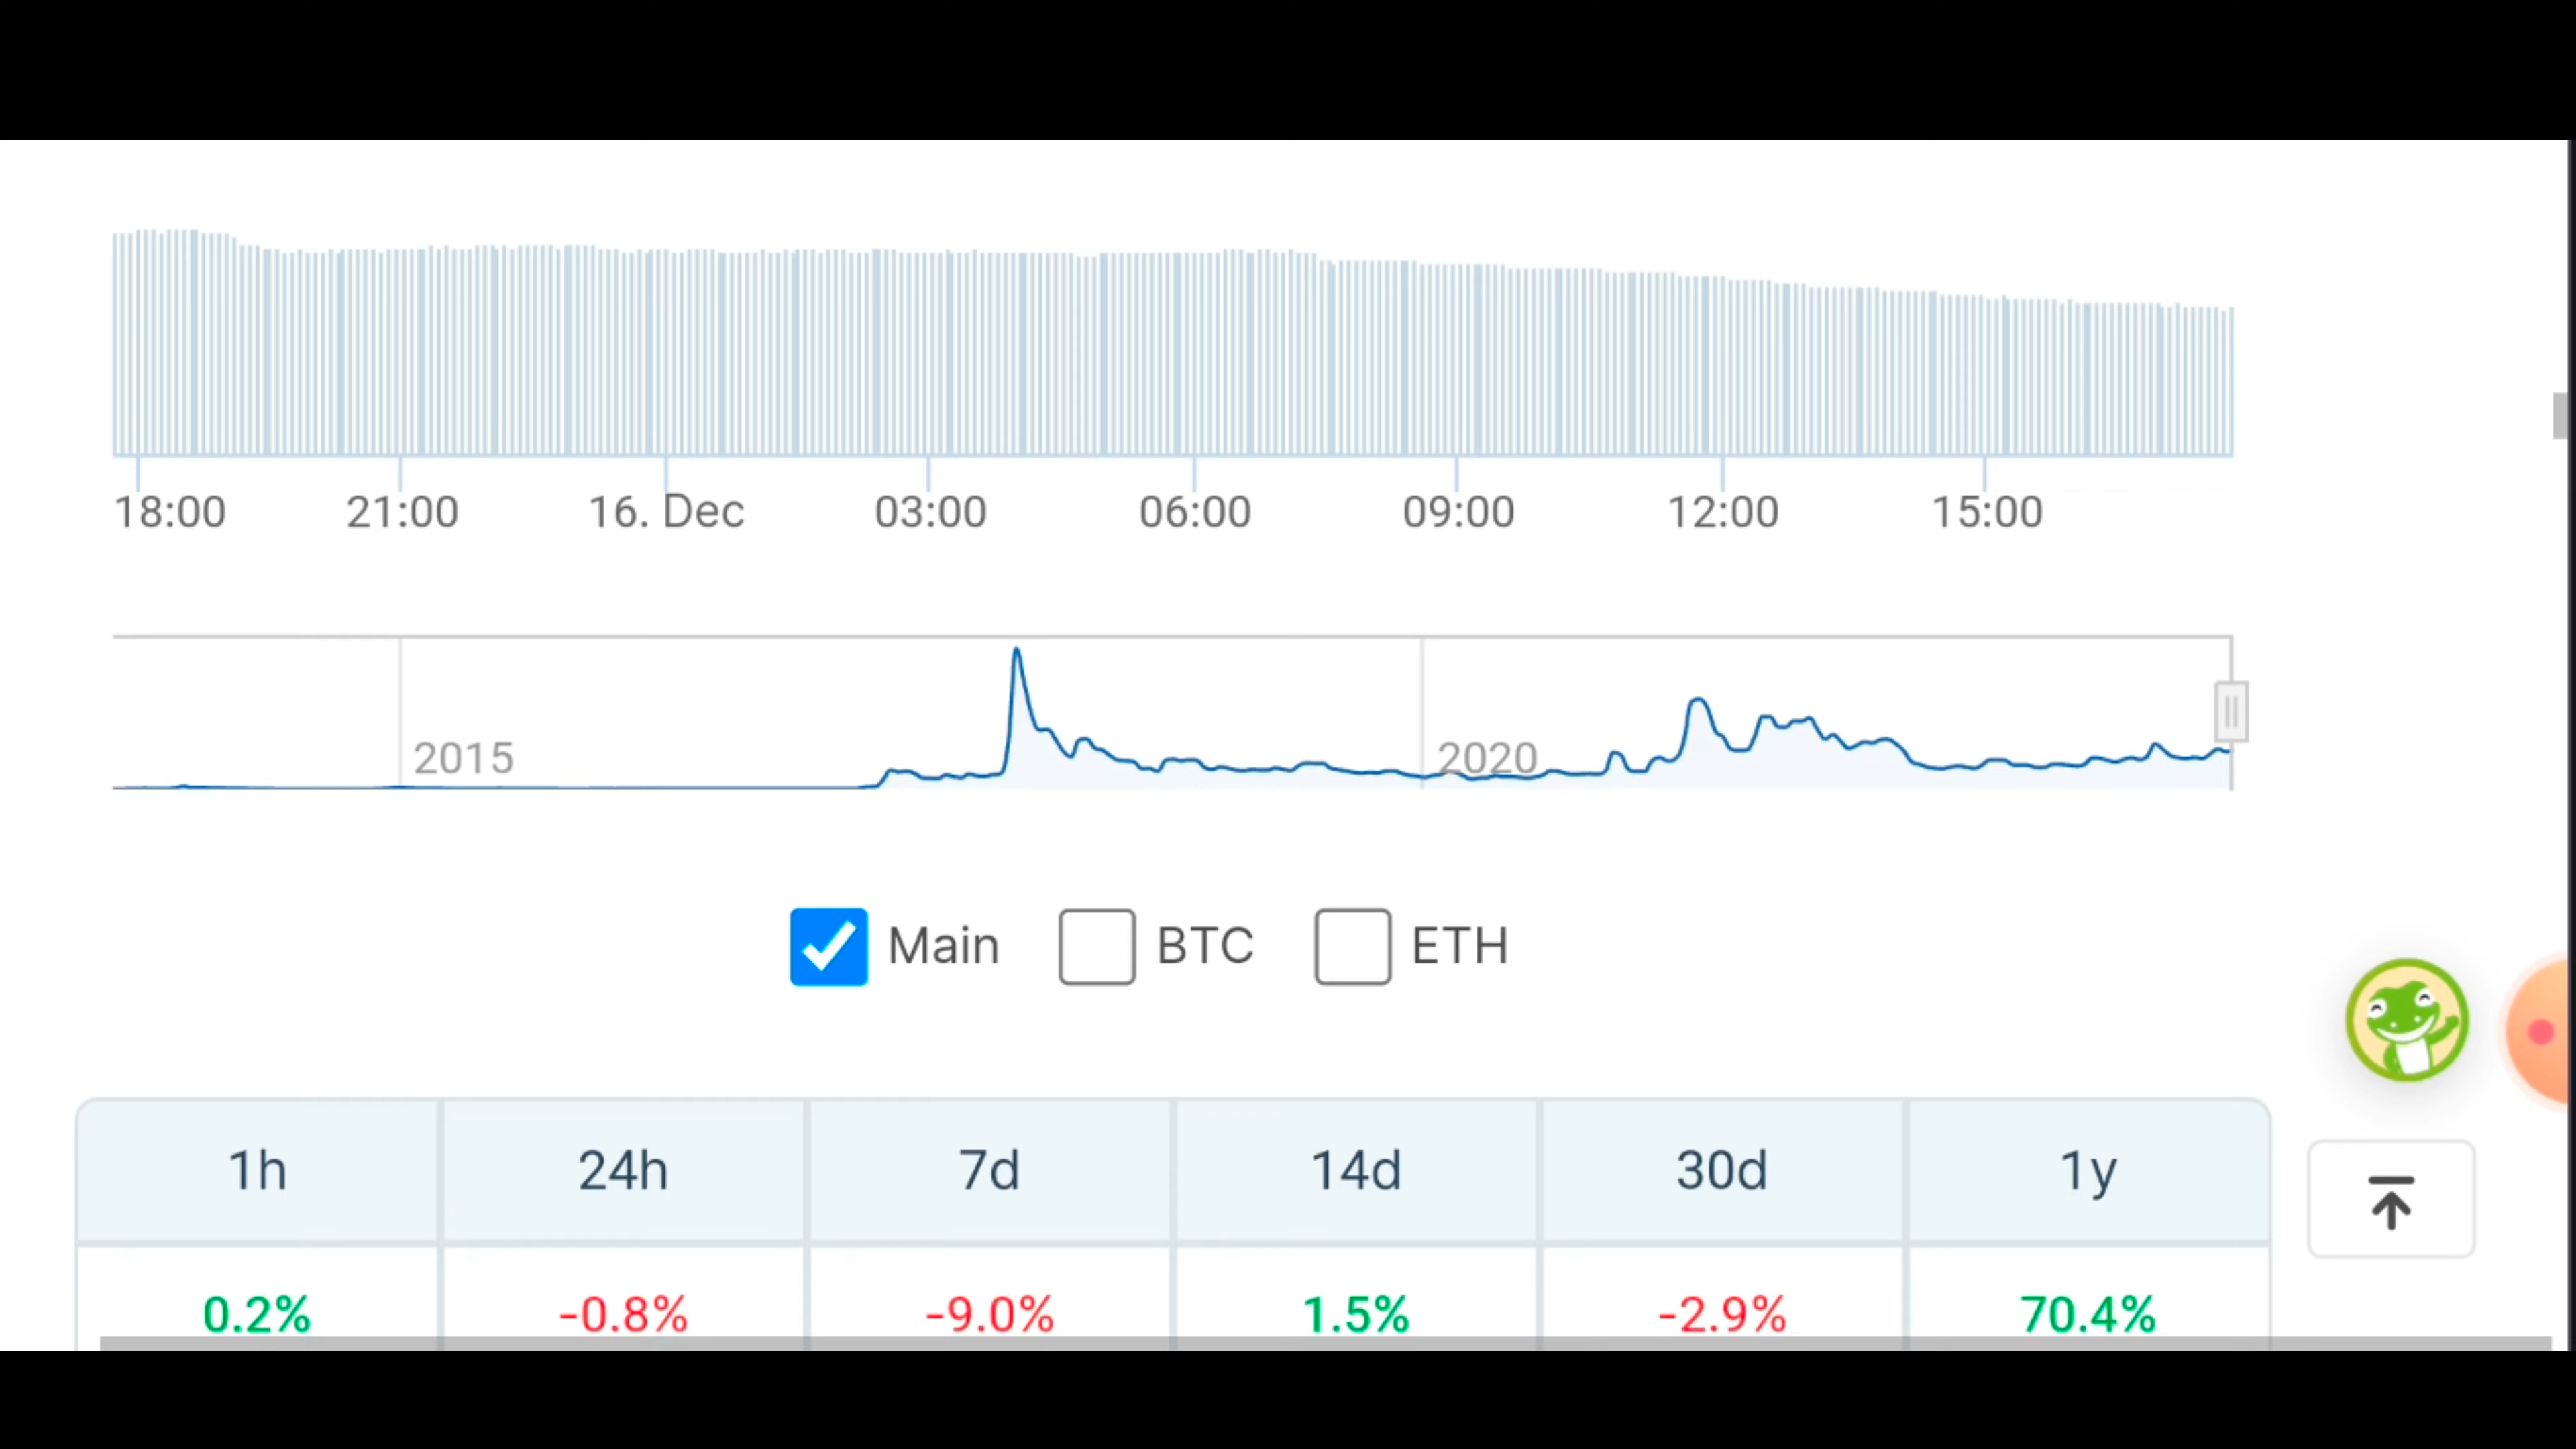 18:00 21:00 16. Dec 03:00 06:00 09:00 12:00 15:00
2015 2020
Main BTC ETH
1h 24h 7d 14d 30d 1y
0.2% -0.8% -9.0% 1.5% -2.9% 70.4%